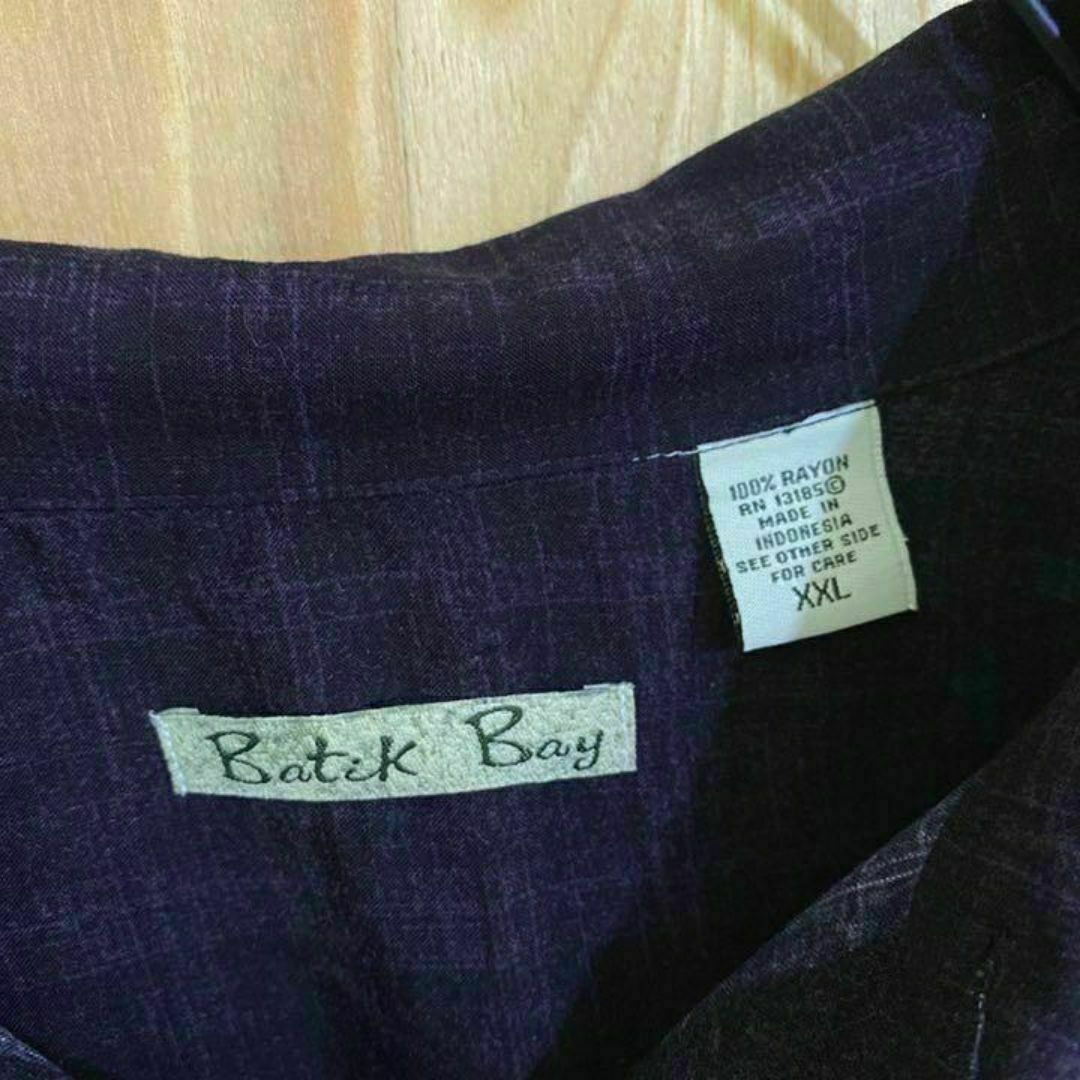 100% RAYON
RN 13185©
MADE IN
INDONESIA
SEE OTHER SIDE
FOR CARE
XXL
Batik Bay